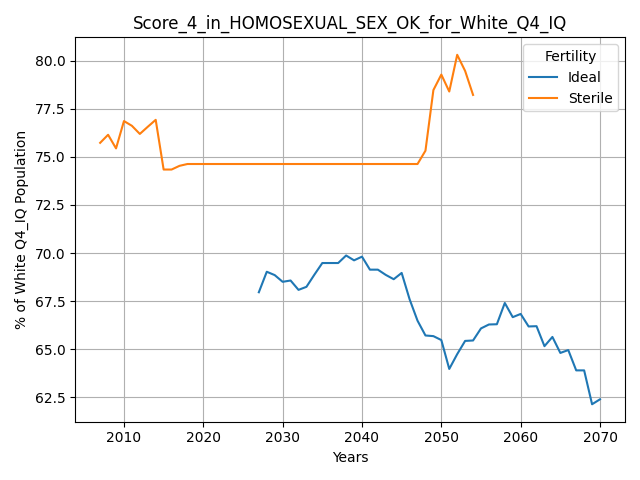 Score_4_in_HOMOSEXUAL_SEX_OK_for_White_Q4_IQ
Fertility
Ideal
Sterile
% of White Q4_IQ Population
80.0
77.5
75.0
72.5
70.0
67.5
65.0
62.5
2010 2020 2030 2040 2050 2060 2070
Years